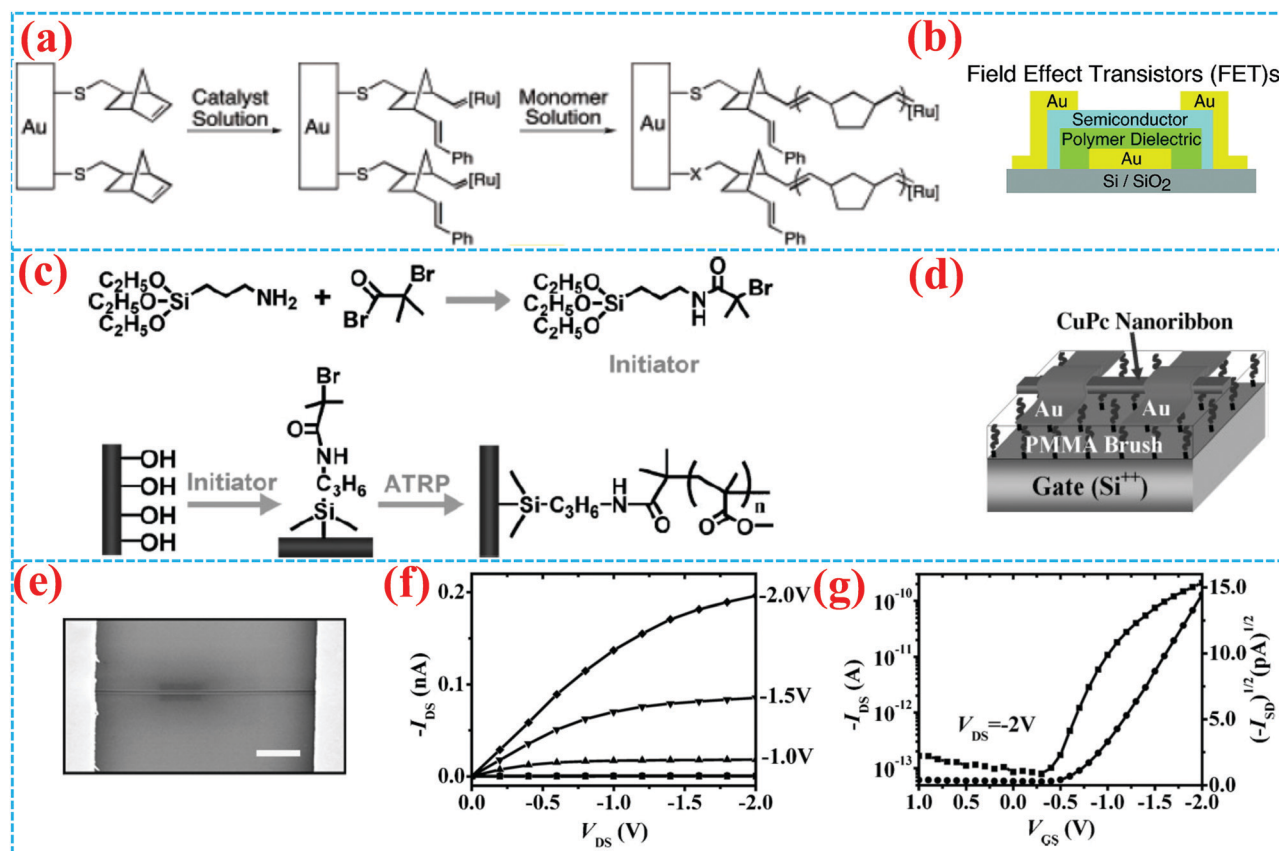 (a)
Au
S
S
Catalyst
Solution
Au
S
[Ru]
Ph
S
[Ru]
Ph
Monomer
Solution
Au
S
[Ru]
Ph
X
[Ru]
Ph
(b)
Field Effect Transistors (FET)s
Au Au
Semiconductor
Polymer Dielectric
Au
Si / SiO2
(c)
C2H5O
C2H5O-Si
C2H5O
NH2
+
O
Br
Br
C2H5O
C2H5O-Si
C2H5O
N
H
O
Br
Initiator
OH
OH
OH
OH
Initiator
Br
O
NH
C3H6
Si
ATRP
Si
C3H6-N
H
O
n
O
O
(d)
CuPc Nanoribbon
Au Au
PMMA Brush
Gate (Si++)
(e)
(f)
-IDS (nA)
0.2
0.1
0.0
0.0 -0.5 -1.0 -1.5 -2.0
VDS (V)
-2.0V
-1.5V
-1.0V
(g)
-IDS (A)
10-10
10-11
10-12
10-13
VDS=-2V
1.0 0.5 0.0 -0.5 -1.0 -1.5 -2.0
VGS (V)
15.0
10.0
5.0
0.0
(-ISD)1/2(pA)1/2